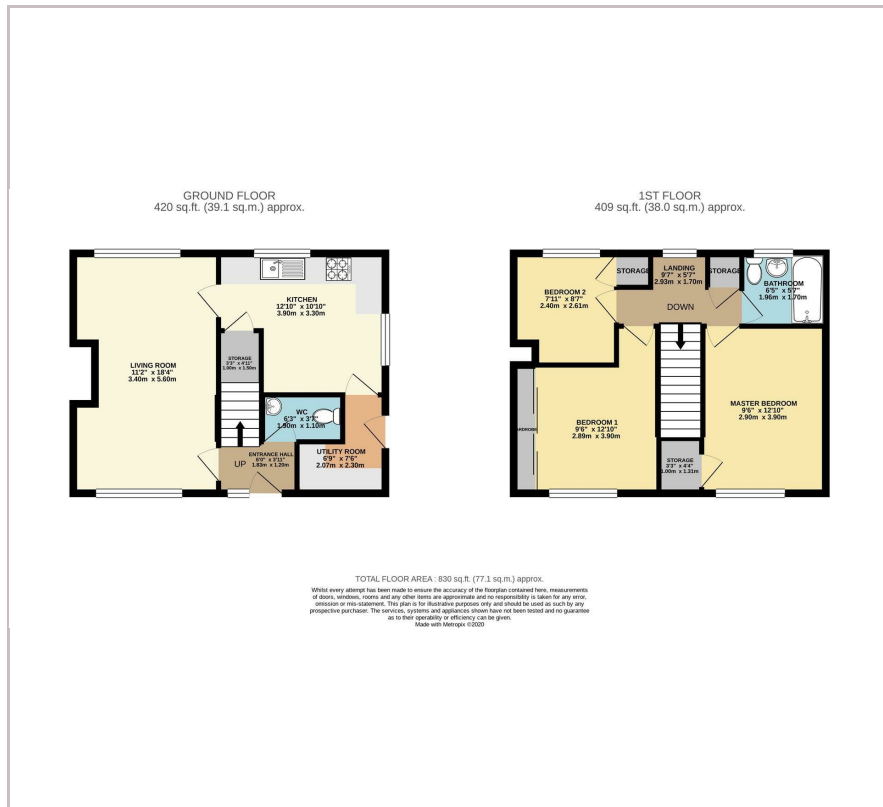 GROUND FLOOR
420 sq.ft. (39.1 sq.m.) approx.
LIVING ROOM
11'2" x 18'4"
3.40m x 5.60m
KITCHEN
12'10" x 10'10"
3.90m x 3.30m
STORAGE
3'3" x 4'11"
1.00m x 1.50m
WC
6'3" x 3'7"
1.90m x 1.10m
ENTRANCE HALL
6'0" x 3'11"
1.83m x 1.20m
UP
UTILITY ROOM
6'9" x 7'6"
2.07m x 2.30m
1ST FLOOR
409 sq.ft. (38.0 sq.m.) approx.
BEDROOM 2
7'11" x 8'7"
2.40m x 2.61m
STORAGE
LANDING
9'7" x 5'7"
2.93m x 1.70m
STORAGE
BATHROOM
6'5" x 5'7"
1.96m x 1.70m
DOWN
BEDROOM 1
9'6" x 12'10"
2.89m x 3.90m
MASTER BEDROOM
9'6" x 12'10"
2.90m x 3.90m
STORAGE
3'3" x 4'4"
1.00m x 1.31m
TOTAL FLOOR AREA : 830 sq.ft. (77.1 sq.m.) approx.
Whilst every attempt has been made to ensure the accuracy of the floorplan contained here, measurements
of doors, windows, rooms and any other items are approximate and no responsibility is taken for any error,
omission or mis-statement. This plan is for illustrative purposes only and should be used as such by any
prospective purchaser. The services, systems and appliances shown have not been tested and no guarantee
as to their operability or efficiency can be given.
Made with Metropix ©2020